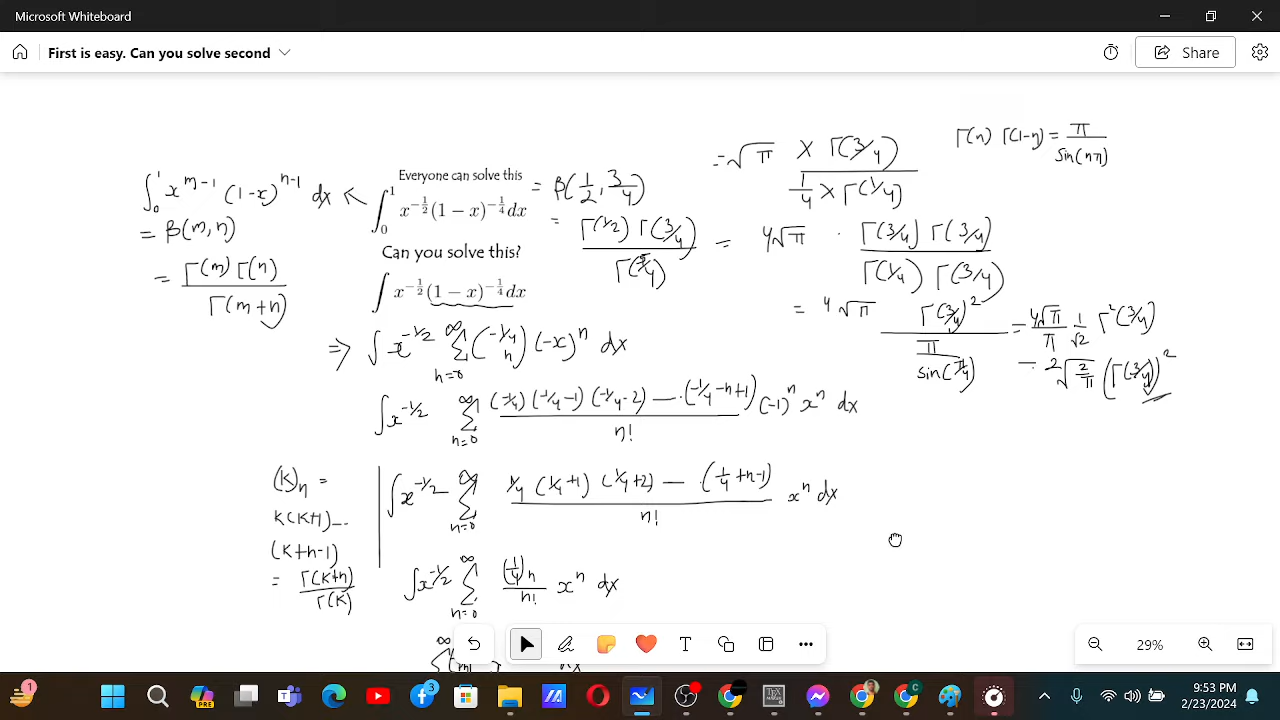 Microsoft Whiteboard
First is easy. Can you solve second
Share
∫₀¹ x^{m-1} (1-x)^{n-1} dx
= β(m,n)
= Γ(m) Γ(n) / Γ(m+n)
Everyone can solve this
∫₀¹ x^{-1/2}(1 − x)^{-1/4}dx
Can you solve this?
∫ x^{-1/2}(1 − x)^{-1/4}dx
= β(1/2, 3/4)
= Γ(1/2) Γ(3/4) / Γ(5/4)
= √π × Γ(3/4) / 1/4 × Γ(1/4)
= 4√π · Γ(3/4) Γ(3/4) / Γ(1/4) Γ(3/4)
= 4√π Γ(3/4)² / π/sin(π/4) = 4√π/π 1/√2 Γ²(3/4)
= 2√(2/π) (Γ(3/4))²
Γ(n) Γ(1-n) = π/sin(nπ)
⇒ ∫ x^{-1/2} ∞ Σ n=0 (-1/4 n) (-x)^n dx
∫ x^{-1/2} ∞ Σ n=0 (-1/4) (-1/4-1) (-1/4-2) — · (-1/4-n+1) / n! (-1)^n x^n dx
(K)n =
K(K+1)--
(K+n-1)
= Γ(K+n) / Γ(K)
∫ x^{-1/2} ∞ Σ n=0 1/4 (1/4+1) (1/4+2) — · (1/4+n-1) / n! x^n dx
∫ x^{-1/2} ∞ Σ n=0 (1/4)n / n! x^n dx
29%
1
3
9:53 PM
2/23/2024